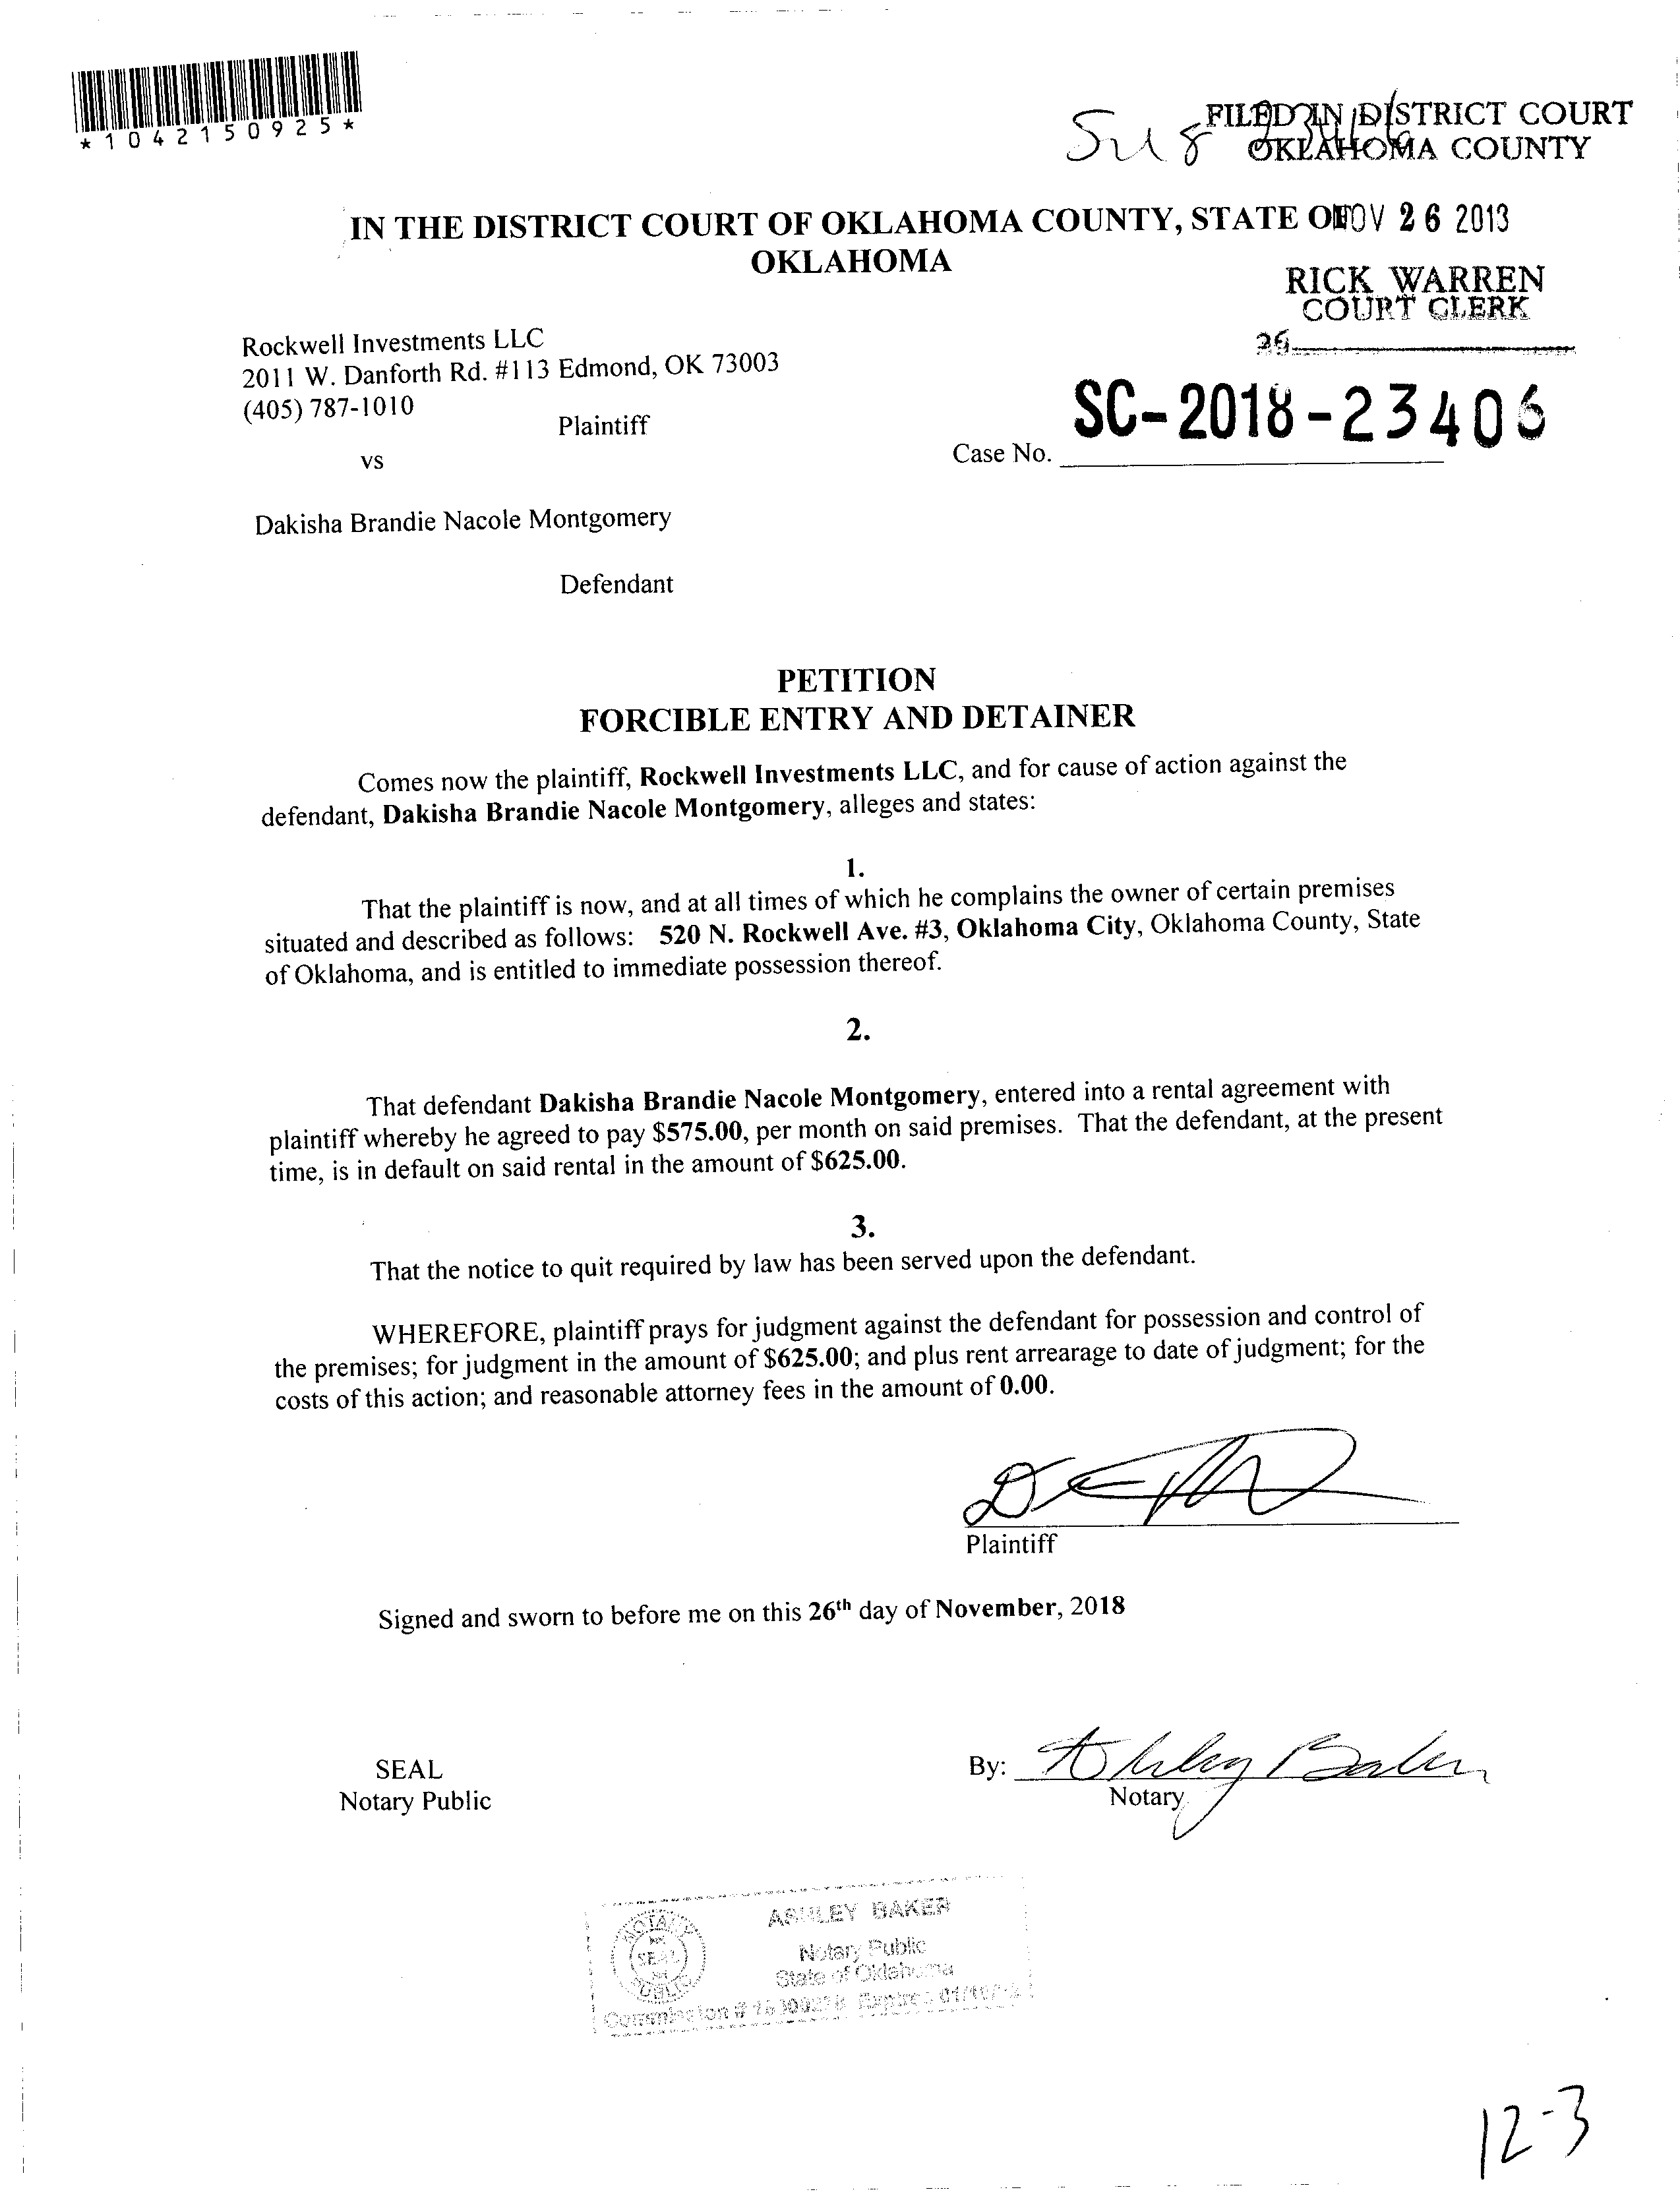 *1042150925*
FILED IN DISTRICT COURT
OKLAHOMA COUNTY
IN THE DISTRICT COURT OF OKLAHOMA COUNTY, STATE OF
NOV 26 2013
OKLAHOMA
RICK WARREN
COURT CLERK
Rockwell Investments LLC
2011 W. Danforth Rd. #113 Edmond, OK 73003
(405) 787-1010
Plaintiff
vs
Case No. SC-2018-23406
Dakisha Brandie Nacole Montgomery
Defendant
PETITION
FORCIBLE ENTRY AND DETAINER
Comes now the plaintiff, Rockwell Investments LLC, and for cause of action against the
defendant, Dakisha Brandie Nacole Montgomery, alleges and states:
1.
That the plaintiff is now, and at all times of which he complains the owner of certain premises
situated and described as follows: 520 N. Rockwell Ave. #3, Oklahoma City, Oklahoma County, State
of Oklahoma, and is entitled to immediate possession thereof.
2.
That defendant Dakisha Brandie Nacole Montgomery, entered into a rental agreement with
plaintiff whereby he agreed to pay $575.00, per month on said premises. That the defendant, at the present
time, is in default on said rental in the amount of $625.00.
3.
That the notice to quit required by law has been served upon the defendant.
WHEREFORE, plaintiff prays for judgment against the defendant for possession and control of
the premises; for judgment in the amount of $625.00; and plus rent arrearage to date of judgment; for the
costs of this action; and reasonable attorney fees in the amount of 0.00.
Plaintiff
Signed and sworn to before me on this 26th day of November, 2018
SEAL
Notary Public
By: Ashley Baker
Notary
ASHLEY BAKER
NOTARY
SEAL
PUBLIC
Notary Public
State of Oklahoma
Commission #
Expires
12-3